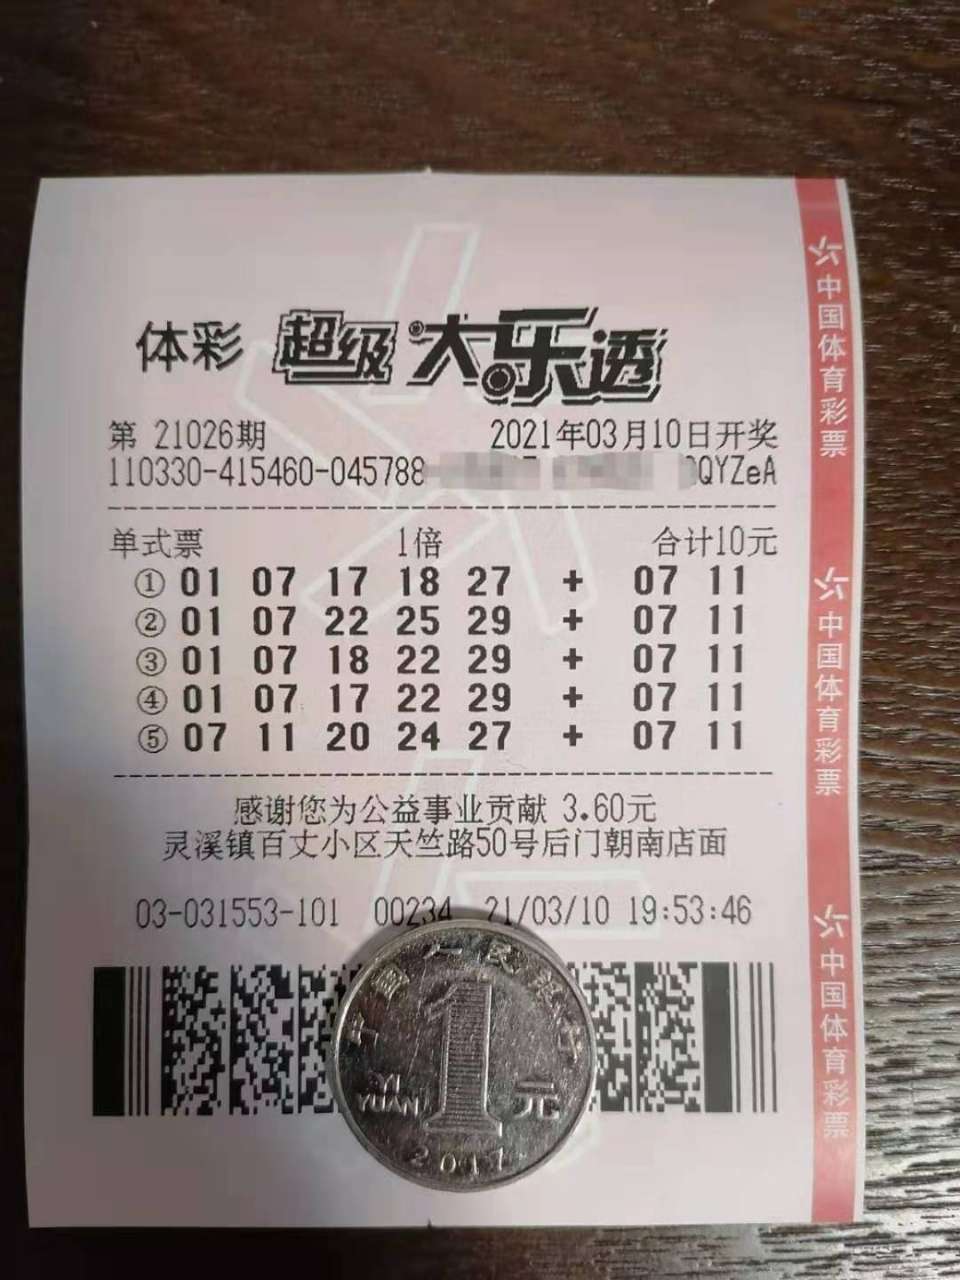 体彩 超级大乐透
第 21026期 2021年03月10日开奖
110330-415460-045788 QYZeA
单式票 1倍 合计10元
① 01 07 17 18 27 + 07 11
② 01 07 22 25 29 + 07 11
③ 01 07 18 22 29 + 07 11
④ 01 07 17 22 29 + 07 11
⑤ 07 11 20 24 27 + 07 11
感谢您为公益事业贡献 3.60元
灵溪镇百丈小区天竺路50号后门朝南店面
03-031553-101 00234 21/03/10 19:53:46
中国人民银行
1
YI YUAN 元
2017
中国体育彩票
中国体育彩票
中国体育彩票